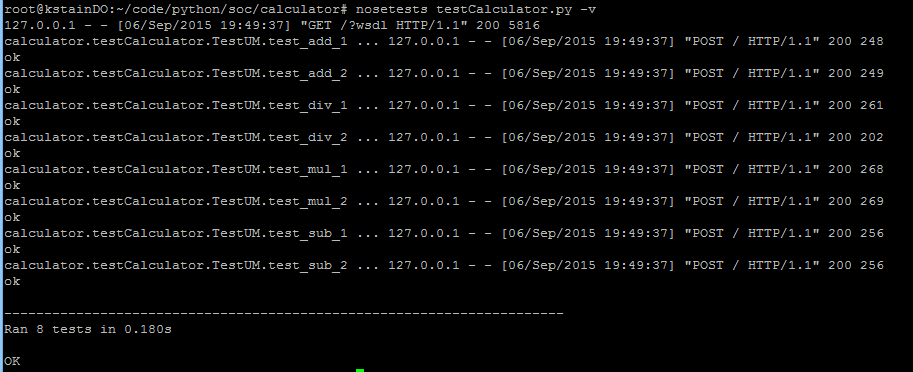 root@kstainDO:~/code/python/soc/calculator# nosetests testCalculator.py -v
127.0.0.1 - - [06/Sep/2015 19:49:37] "GET /?wsdl HTTP/1.1" 200 5816
calculator.testCalculator.TestUM.test_add_1 ... 127.0.0.1 - - [06/Sep/2015 19:49:37] "POST / HTTP/1.1" 200 248
ok
calculator.testCalculator.TestUM.test_add_2 ... 127.0.0.1 - - [06/Sep/2015 19:49:37] "POST / HTTP/1.1" 200 249
ok
calculator.testCalculator.TestUM.test_div_1 ... 127.0.0.1 - - [06/Sep/2015 19:49:37] "POST / HTTP/1.1" 200 261
ok
calculator.testCalculator.TestUM.test_div_2 ... 127.0.0.1 - - [06/Sep/2015 19:49:37] "POST / HTTP/1.1" 200 202
ok
calculator.testCalculator.TestUM.test_mul_1 ... 127.0.0.1 - - [06/Sep/2015 19:49:37] "POST / HTTP/1.1" 200 268
ok
calculator.testCalculator.TestUM.test_mul_2 ... 127.0.0.1 - - [06/Sep/2015 19:49:37] "POST / HTTP/1.1" 200 269
ok
calculator.testCalculator.TestUM.test_sub_1 ... 127.0.0.1 - - [06/Sep/2015 19:49:37] "POST / HTTP/1.1" 200 256
ok
calculator.testCalculator.TestUM.test_sub_2 ... 127.0.0.1 - - [06/Sep/2015 19:49:37] "POST / HTTP/1.1" 200 256
ok
----------------------------------------------------------------------
Ran 8 tests in 0.180s
OK